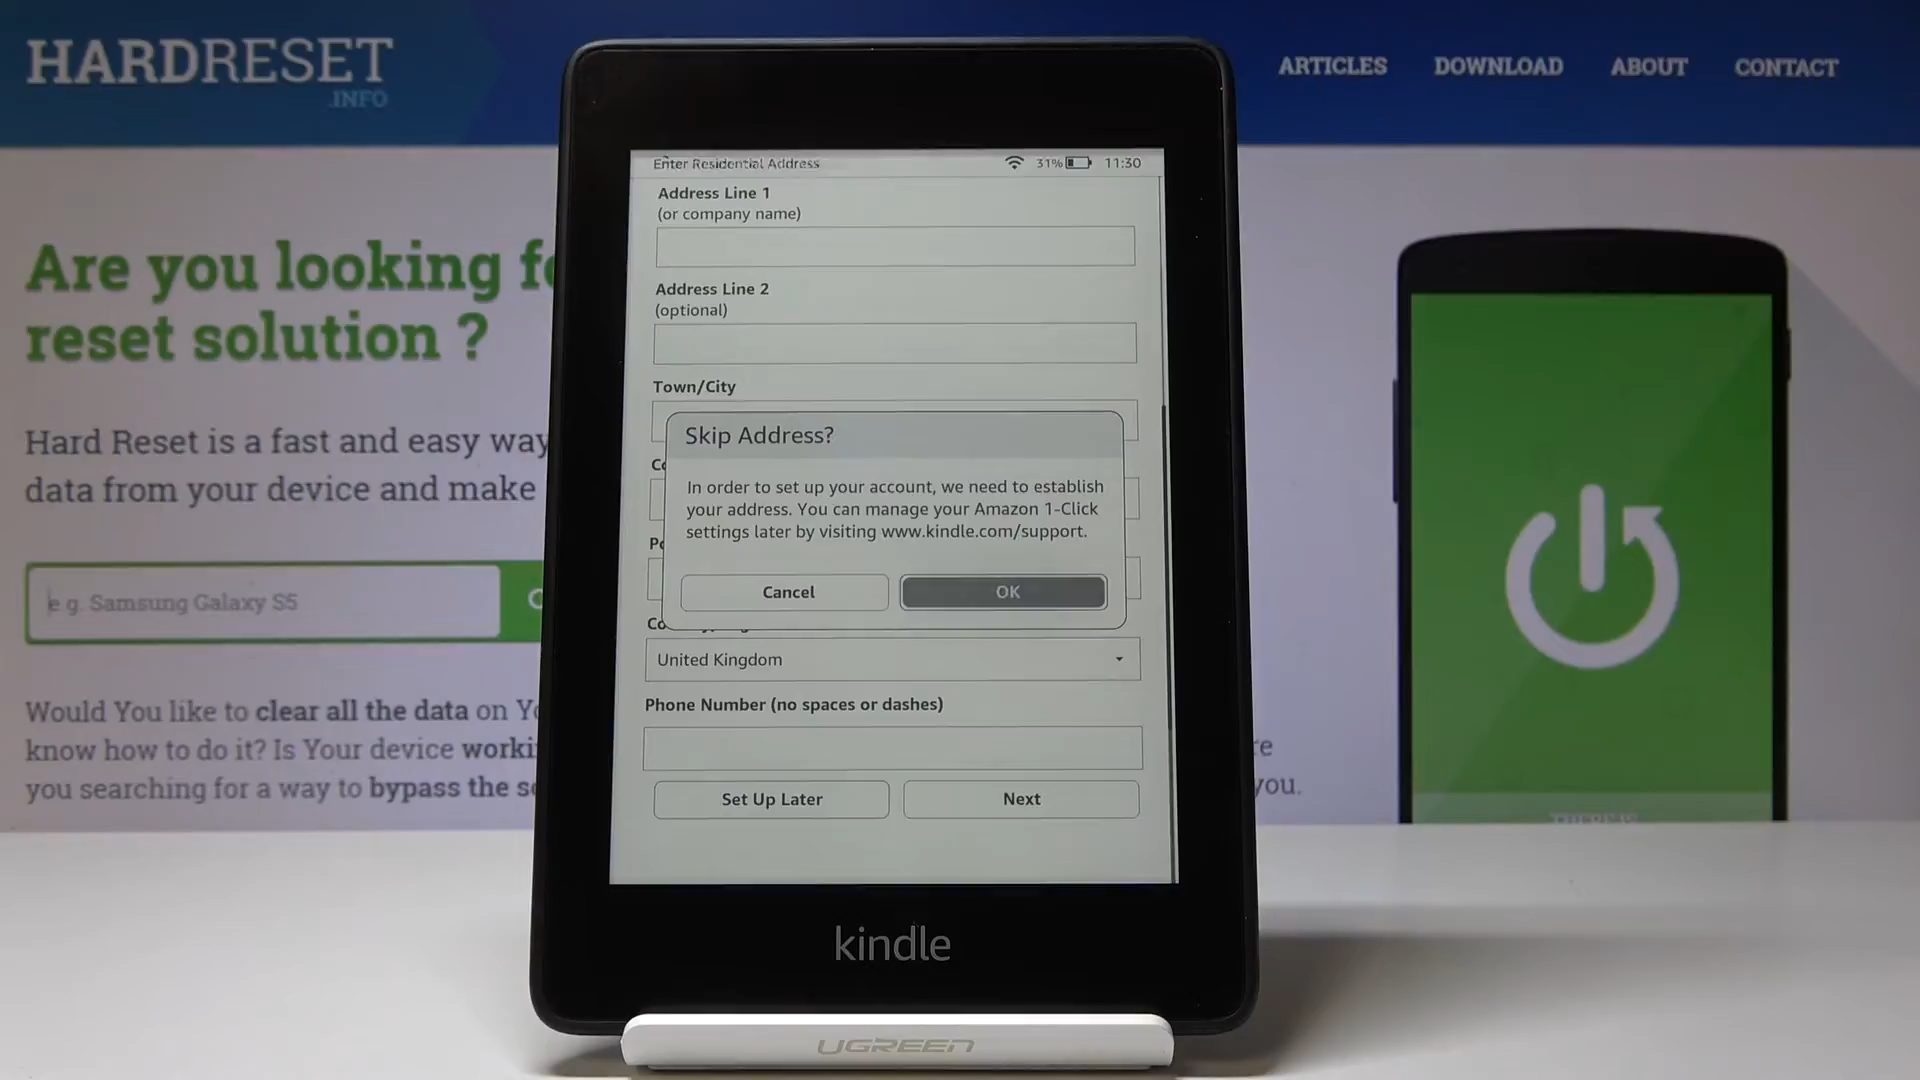 HARDRESET
.INFO
ARTICLES
DOWNLOAD
ABOUT
CONTACT
Are you looking
reset solution ?
Hard Reset is a fast and easy way
data from your device and make
e.g. Samsung Galaxy S5
Would You like to clear all the data on
know how to do it? Is Your device
you searching for a way to bypass the
you.
Enter Residential Address
31%
11:30
Address Line 1
(or company name)
Address Line 2
(optional)
Town/City
Skip Address?
In order to set up your account, we need to establish
your address. You can manage your Amazon 1-Click
settings later by visiting www.kindle.com/support.
Cancel
OK
United Kingdom
Phone Number (no spaces or dashes)
Set Up Later
Next
kindle
UGREEN
THERE IS